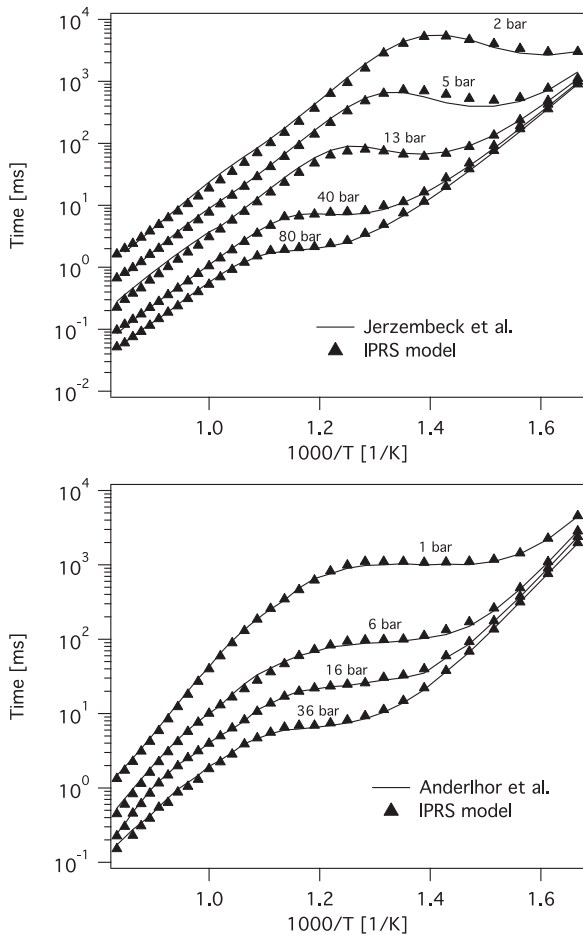 10^4
2 bar
10^3
5 bar
10^2
13 bar
10^1
40 bar
10^0
80 bar
10^-1
10^-2
Time [ms]
Jerzembeck et al.
IPRS model
1.0 1.2 1.4 1.6
1000/T [1/K]
10^4
1 bar
10^3
6 bar
10^2
16 bar
10^1
36 bar
10^0
10^-1
Time [ms]
Anderlhor et al.
IPRS model
1.0 1.2 1.4 1.6
1000/T [1/K]